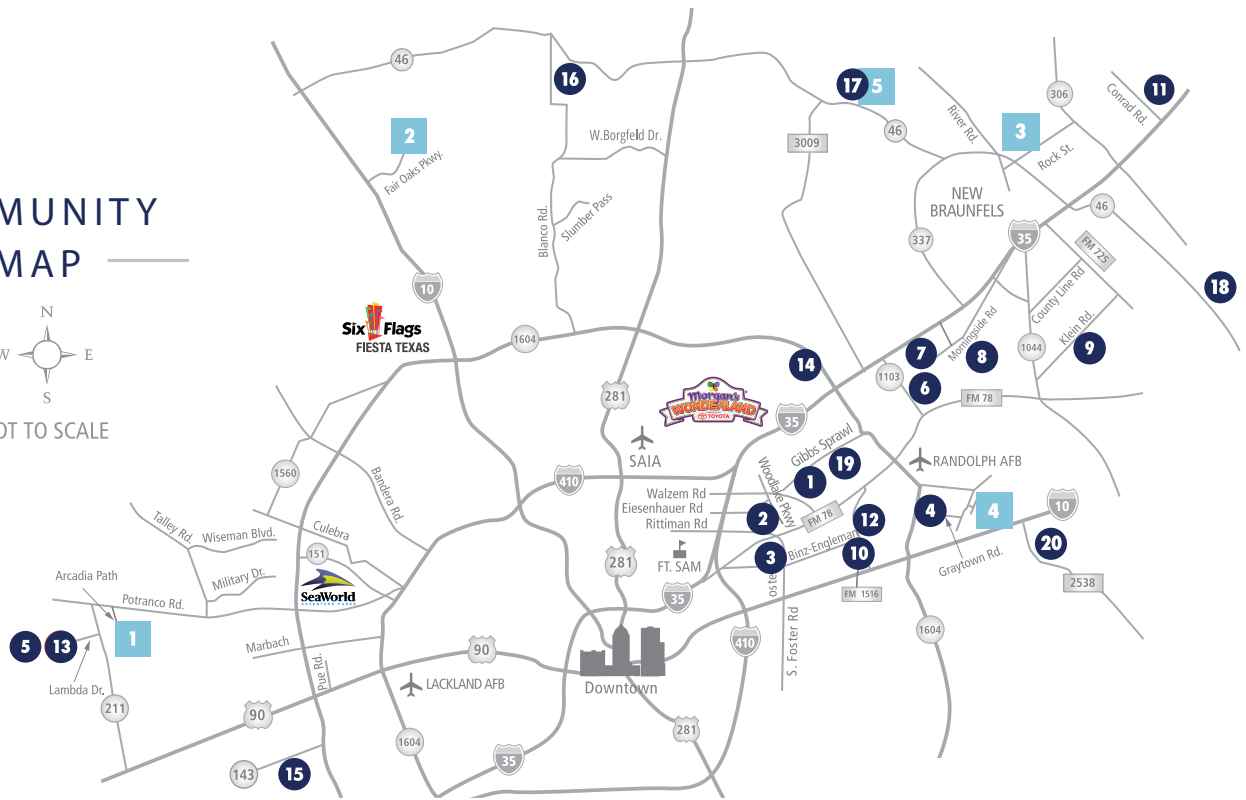 MUNITY
MAP
N
W
E
S
OT TO SCALE
46
16
17
5
306
Conrad Rd.
11
2
Fair Oaks Pkwy.
W.Borgfeld Dr.
3009
46
River Rd.
3
Rock St.
Blanco Rd.
Slumber Pass
NEW
BRAUNFELS
46
337
35
FM 725
County Line Rd
18
10
Six Flags
FIESTA TEXAS
1604
281
Morgan's
WONDERLAND
TOYOTA
35
14
7
Morningside Rd
8
1044
Klein Rd.
9
1103
6
FM 78
SAIA
410
Gibbs Sprawl
19
1
RANDOLPH AFB
1560
Bandera Rd.
Walzem Rd
Eiesenhauer Rd
Rittiman Rd
Woodlake Pkwy
2
FM 78
12
4
4
10
Talley Rd.
Wiseman Blvd.
Culebra
151
Military Dr.
SeaWorld
ADVENTURE PARKS
281
FT. SAM
3
Binz-Engleman
10
Graytown Rd.
20
2538
Arcadia Path
Potranco Rd.
35
oste
FM 1516
5
13
1
Lambda Dr.
Marbach
Pue Rd.
90
Downtown
410
S. Foster Rd
1604
211
90
LACKLAND AFB
281
143
15
1604
35